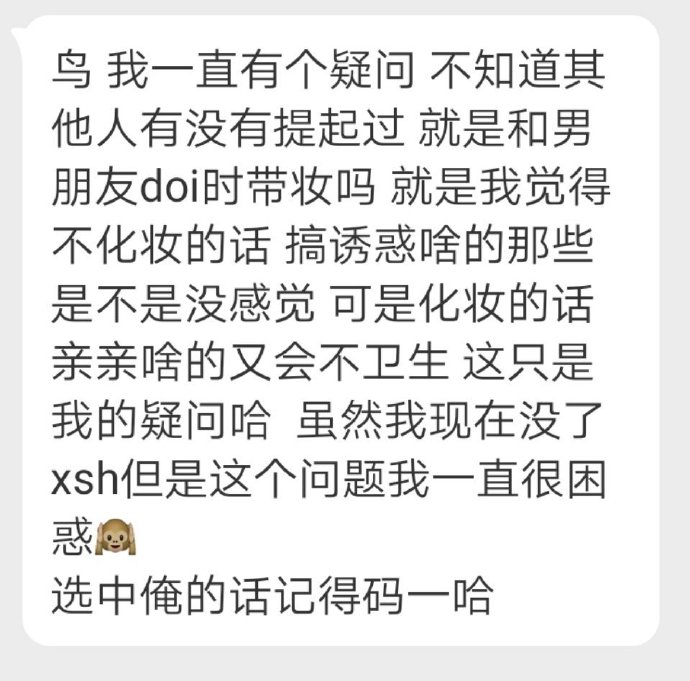 鸟 我一直有个疑问 不知道其
他人有没有提起过 就是和男
朋友doi时带妆吗 就是我觉得
不化妆的话 搞诱惑啥的那些
是不是没感觉 可是化妆的话
亲亲啥的又会不卫生 这只是
我的疑问哈  虽然我现在没了
xsh但是这个问题我一直很困
惑🙉
选中俺的话记得码一哈